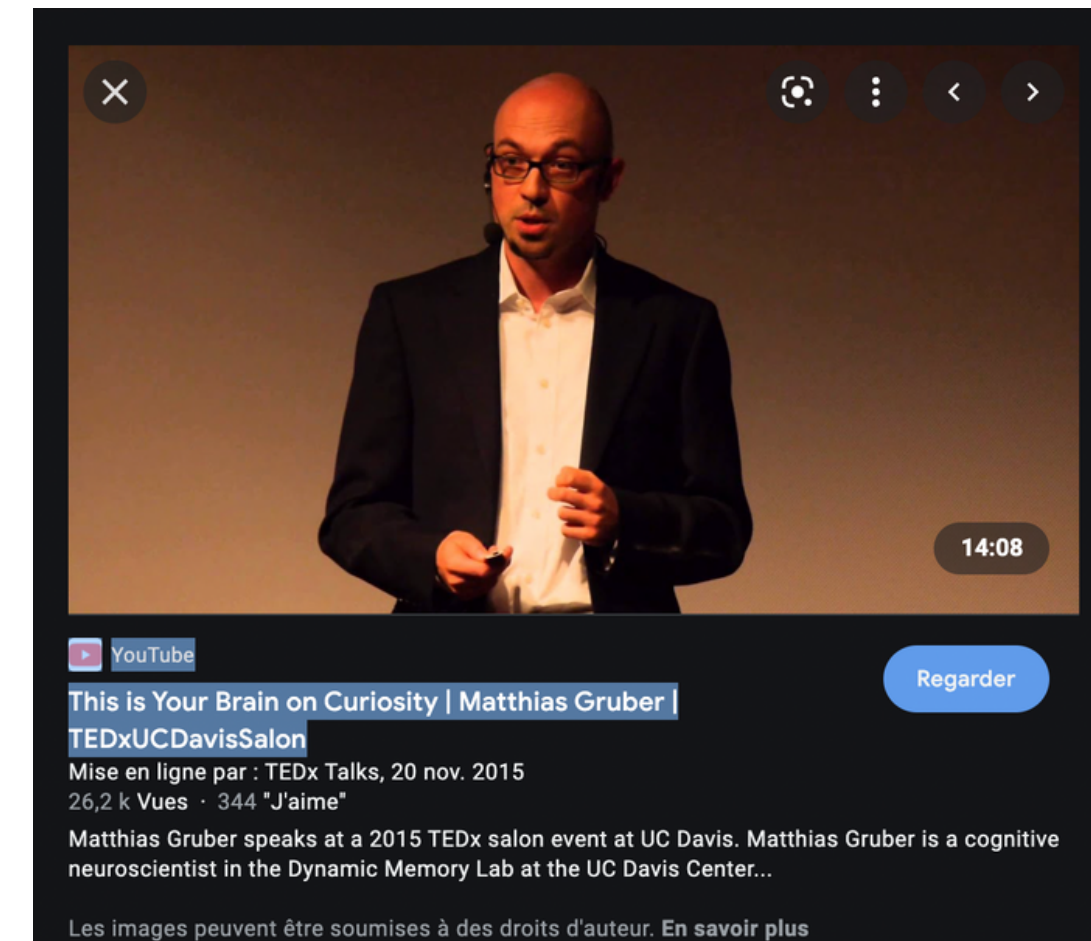 14:08
YouTube
Regarder
This is Your Brain on Curiosity | Matthias Gruber |
TEDxUCDavisSalon
Mise en ligne par : TEDx Talks, 20 nov. 2015
26,2 k Vues · 344 "J'aime"
Matthias Gruber speaks at a 2015 TEDx salon event at UC Davis. Matthias Gruber is a cognitive
neuroscientist in the Dynamic Memory Lab at the UC Davis Center...
Les images peuvent être soumises à des droits d'auteur. En savoir plus